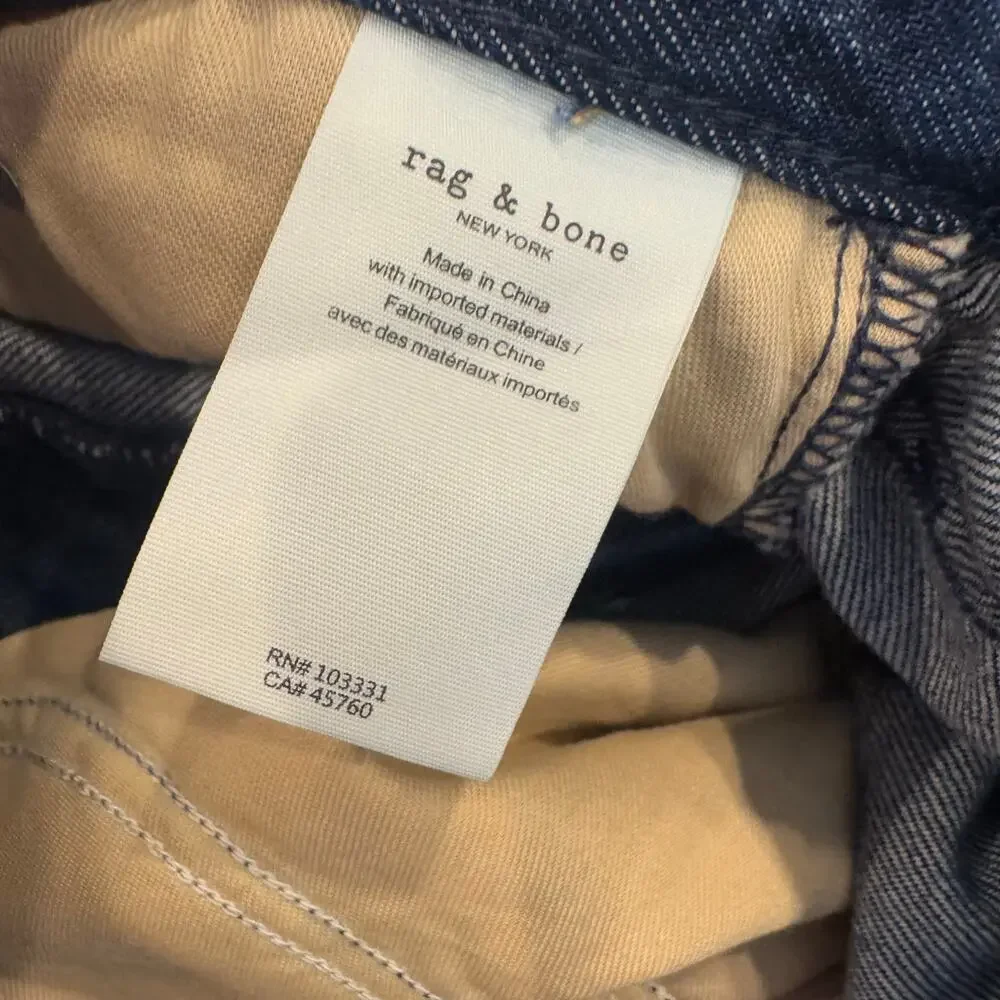 rag & bone
NEW YORK
Made in China
with imported materials /
Fabriqué en Chine
avec des matériaux importés
RN# 103331
CA# 45760